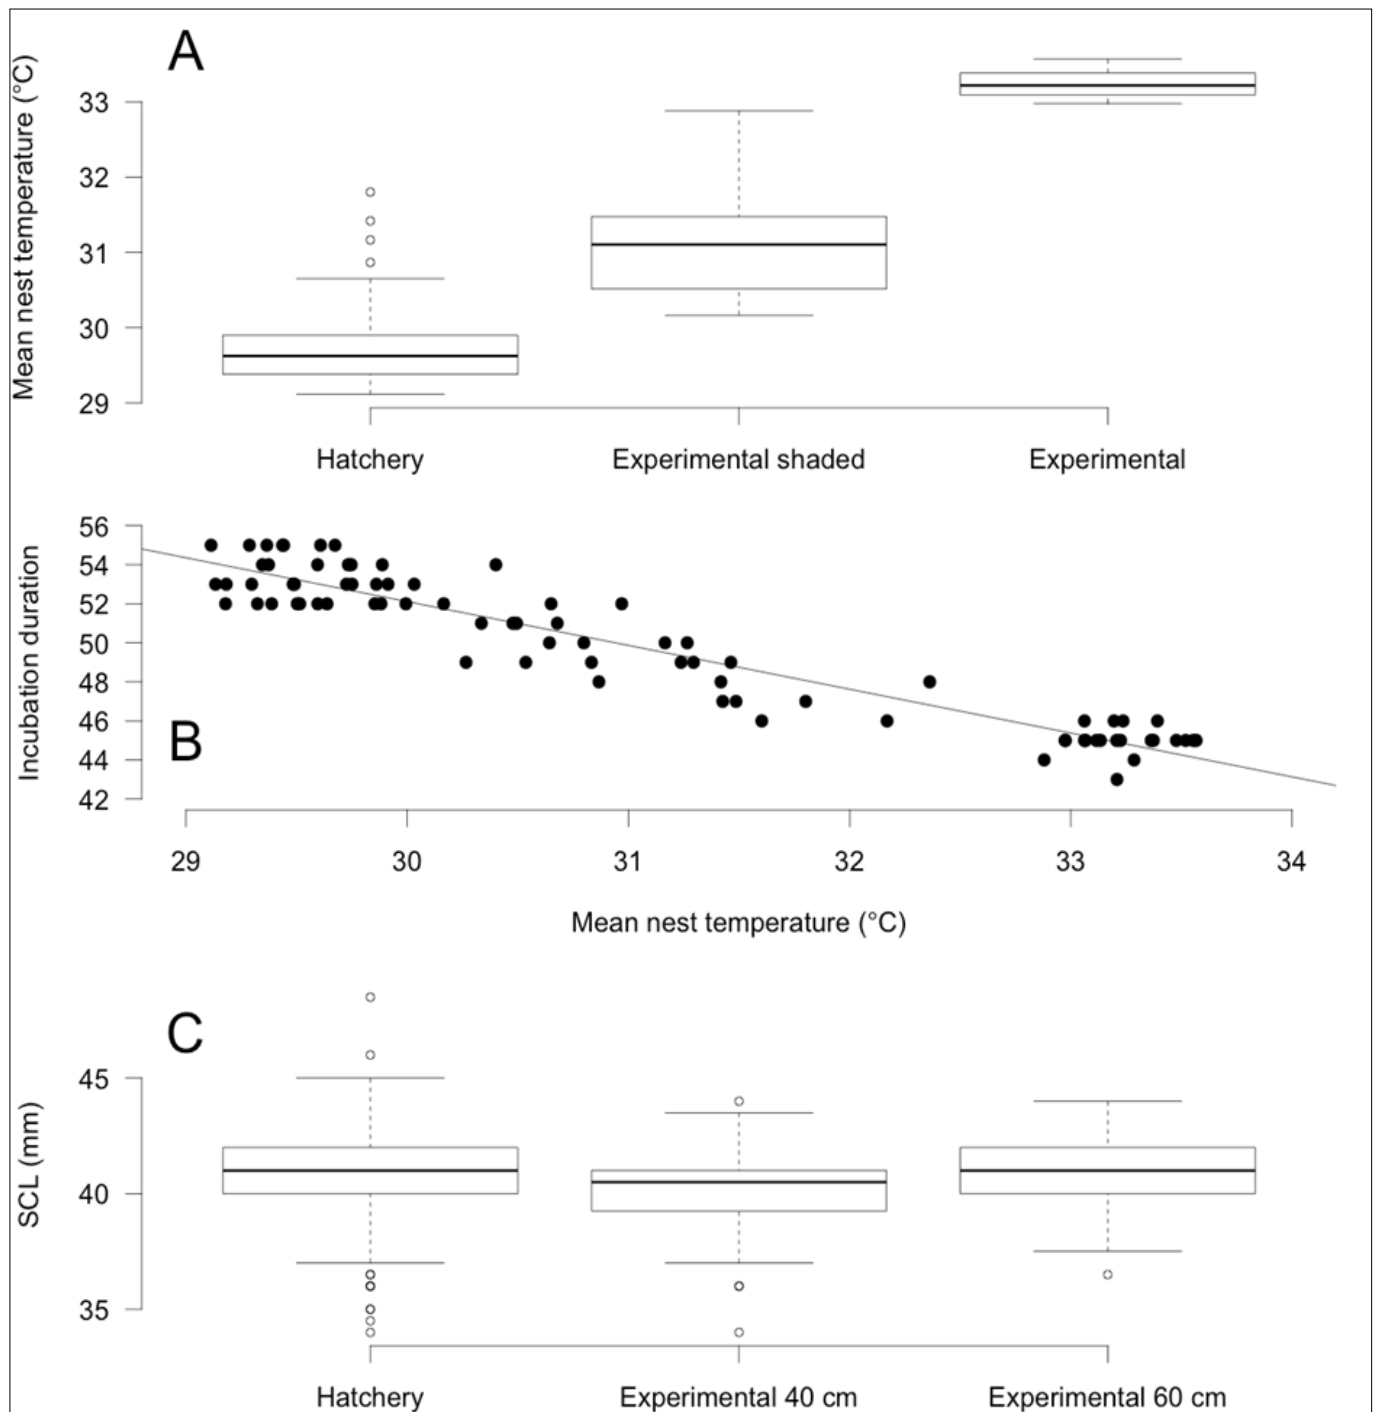 A
Mean nest temperature (°C)
33
32
31
30
29
Hatchery Experimental shaded Experimental
B
Incubation duration
56
54
52
50
48
46
44
42
29 30 31 32 33 34
Mean nest temperature (°C)
C
SCL (mm)
45
40
35
Hatchery Experimental 40 cm Experimental 60 cm